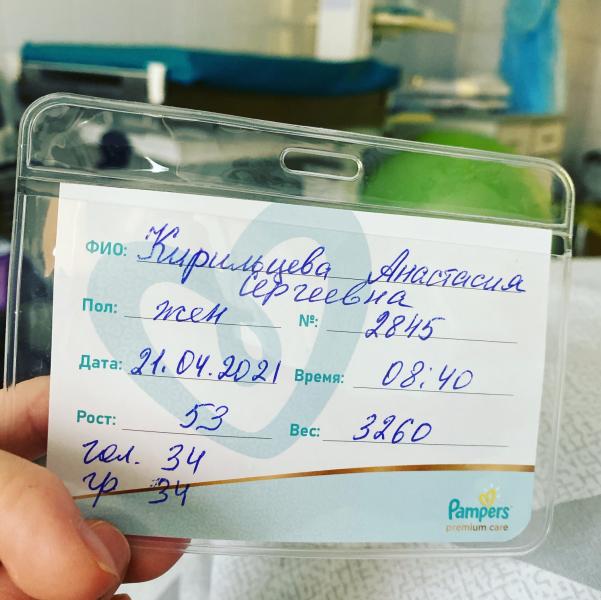 ФИО: Кирильцева Анастасия
Сергеевна
Пол: жен №: 2845
Дата: 21.04.2021 Время: 08:40
Рост: 53 Вес: 3260
гол. 34
гр 34
Pampers
premium care